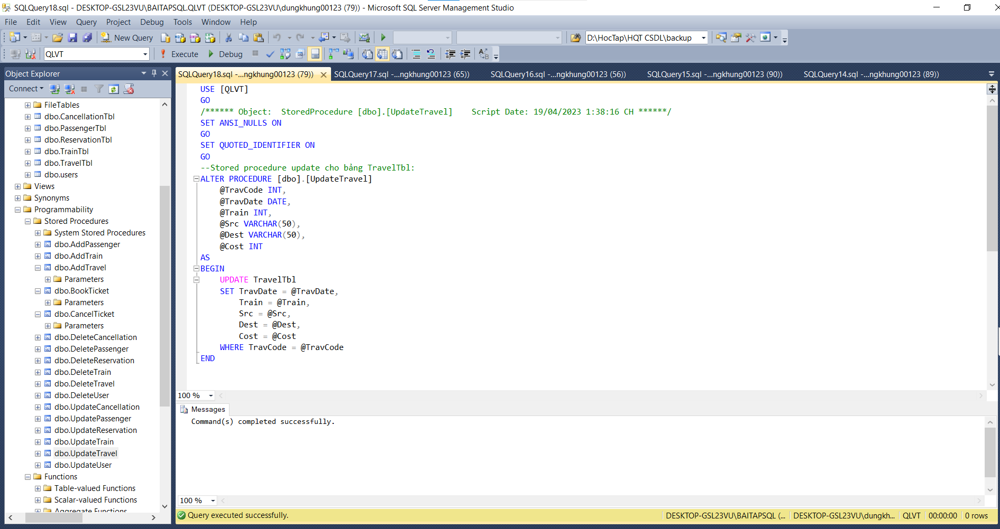 SQLQuery18.sql - DESKTOP-GSL23VU\BAITAPSQL.QLVT (DESKTOP-GSL23VU\dungkhung00123 (79)) - Microsoft SQL Server Management Studio
File Edit View Query Project Debug Tools Window Help
New Query D:\HocTap\HQT CSDL\backup
QLVT Execute Debug
Object Explorer
Connect
FileTables
dbo.CancellationTbl
dbo.PassengerTbl
dbo.ReservationTbl
dbo.TrainTbl
dbo.TravelTbl
dbo.users
Views
Synonyms
Programmability
Stored Procedures
System Stored Procedures
dbo.AddPassenger
dbo.AddTrain
dbo.AddTravel
Parameters
dbo.BookTicket
Parameters
dbo.CancelTicket
Parameters
dbo.DeleteCancellation
dbo.DeletePassenger
dbo.DeleteReservation
dbo.DeleteTrain
dbo.DeleteTravel
dbo.DeleteUser
dbo.UpdateCancellation
dbo.UpdatePassenger
dbo.UpdateReservation
dbo.UpdateTrain
dbo.UpdateTravel
dbo.UpdateUser
Functions
Table-valued Functions
Scalar-valued Functions
Aggregate Functions
SQLQuery18.sql -...ngkhung00123 (79)) SQLQuery17.sql -...ngkhung00123 (65)) SQLQuery16.sql -...ngkhung00123 (56)) SQLQuery15.sql -...ngkhung00123 (90)) SQLQuery14.sql -...ngkhung00123 (89))
USE [QLVT]
GO
/****** Object:  StoredProcedure [dbo].[UpdateTravel]    Script Date: 19/04/2023 1:38:16 CH ******/
SET ANSI_NULLS ON
GO
SET QUOTED_IDENTIFIER ON
GO
--Stored procedure update cho bảng TravelTbl:
ALTER PROCEDURE [dbo].[UpdateTravel]
@TravCode INT,
@TravDate DATE,
@Train INT,
@Src VARCHAR(50),
@Dest VARCHAR(50),
@Cost INT
AS
BEGIN
UPDATE TravelTbl
SET TravDate = @TravDate,
Train = @Train,
Src = @Src,
Dest = @Dest,
Cost = @Cost
WHERE TravCode = @TravCode
END
100 %
Messages
Command(s) completed successfully.
100 %
Query executed successfully. DESKTOP-GSL23VU\BAITAPSQL (... DESKTOP-GSL23VU\dungkh... QLVT 00:00:00 0 rows